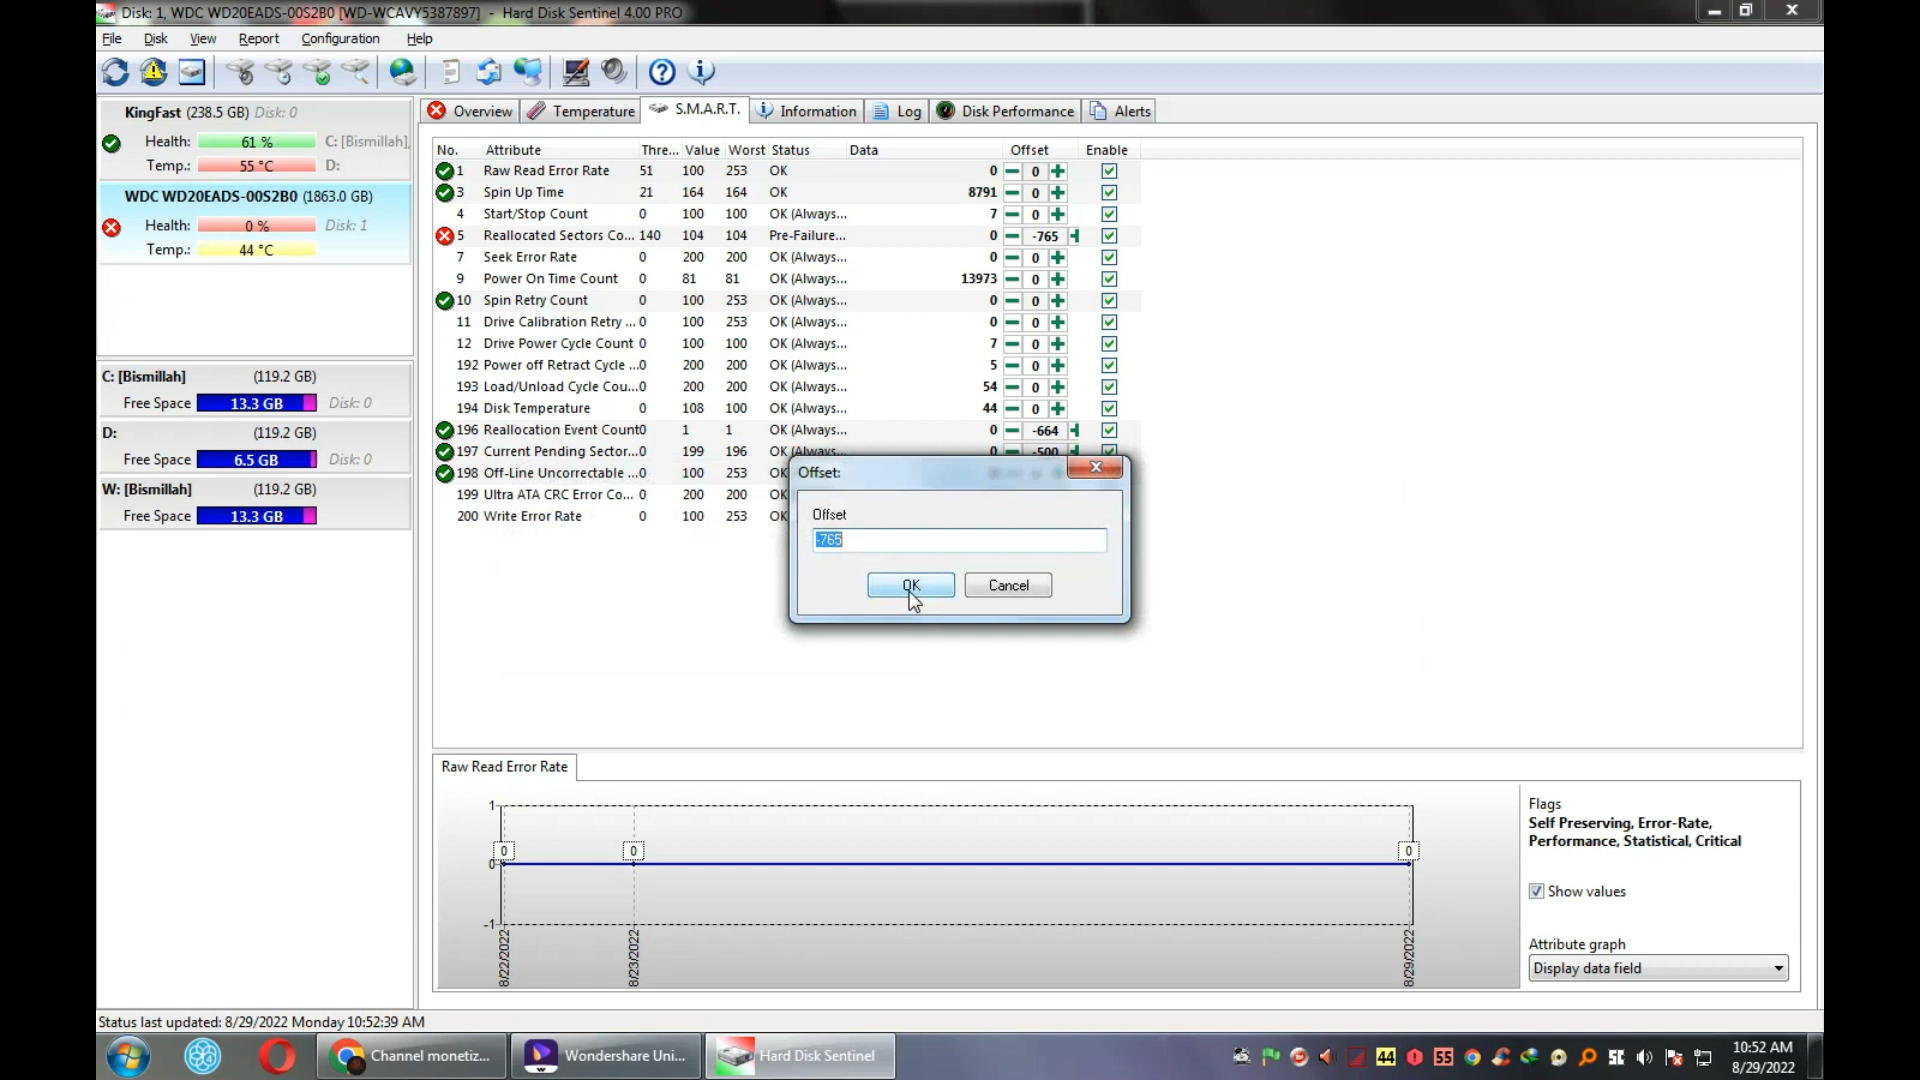 Disk: 1, WDC WD20EADS-00S2B0 [WD-WCAVY5387897] - Hard Disk Sentinel 4.00 PRO
File Disk View Report Configuration Help
KingFast (238.5 GB) Disk: 0
Health: 61 % C: [Bismillah],
Temp.: 55 °C D:
WDC WD20EADS-00S2B0 (1863.0 GB)
Health: 0 % Disk: 1
Temp.: 44 °C
C: [Bismillah] (119.2 GB)
Free Space 13.3 GB Disk: 0
D: (119.2 GB)
Free Space 6.5 GB Disk: 0
W: [Bismillah] (119.2 GB)
Free Space 13.3 GB
Overview Temperature S.M.A.R.T. Information Log Disk Performance Alerts
No. Attribute Thre... Value Worst Status Data Offset Enable
1 Raw Read Error Rate 51 100 253 OK 0 0
3 Spin Up Time 21 164 164 OK 8791 0
4 Start/Stop Count 0 100 100 OK (Always... 7 0
5 Reallocated Sectors Co... 140 104 104 Pre-Failure... 0 -765
7 Seek Error Rate 0 200 200 OK (Always... 0 0
9 Power On Time Count 0 81 81 OK (Always... 13973 0
10 Spin Retry Count 0 100 253 OK (Always... 0 0
11 Drive Calibration Retry ... 0 100 253 OK (Always... 0 0
12 Drive Power Cycle Count 0 100 100 OK (Always... 7 0
192 Power off Retract Cycle ... 0 200 200 OK (Always... 5 0
193 Load/Unload Cycle Cou... 0 200 200 OK (Always... 54 0
194 Disk Temperature 0 108 100 OK (Always... 44 0
196 Reallocation Event Count 0 1 1 OK (Always... 0 -664
197 Current Pending Sector... 0 199 196 OK (Always... 0 -500
198 Off-Line Uncorrectable ... 0 100 253 OK
199 Ultra ATA CRC Error Co... 0 200 200 OK
200 Write Error Rate 0 100 253 OK
Offset:
Offset
-765
OK Cancel
Raw Read Error Rate
1
0
-1
0 0 0
8/22/2022 8/23/2022 8/29/2022
Flags
Self Preserving, Error-Rate,
Performance, Statistical, Critical
Show values
Attribute graph
Display data field
Status last updated: 8/29/2022 Monday 10:52:39 AM
Channel monetiz... Wondershare Uni... Hard Disk Sentinel
44 55
10:52 AM
8/29/2022